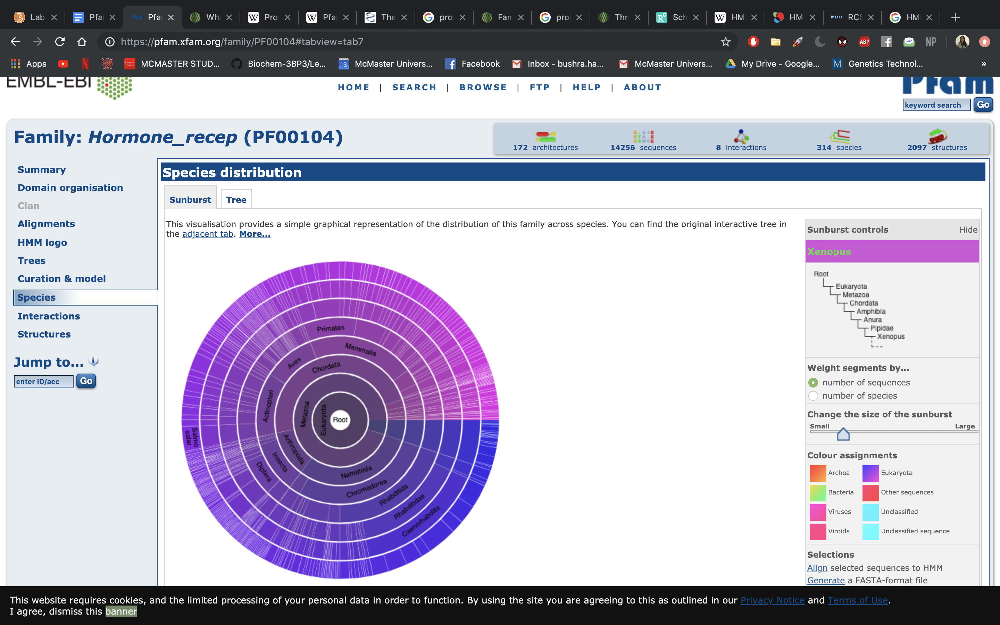 Lab
Pfa
Pfa
Wh
Pro
Pfa
The
pro
Fam
pro
Thr
Sch
HM
HM
PDB RCS
HM
https://pfam.xfam.org/family/PF00104#tabview=tab7
ABP
NP
Apps
MCMASTER STUD...
Biochem-3BP3/Le...
13 McMaster Univers...
Facebook
Inbox - bushra.ha...
McMaster Univers...
My Drive - Google...
M Genetics Technol...
»
EMBL-EBI
HOME | SEARCH | BROWSE | FTP | HELP | ABOUT
Pfam
keyword search Go
Family: Hormone_recep (PF00104)
172 architectures
14256 sequences
8 interactions
314 species
2097 structures
Summary
Domain organisation
Clan
Alignments
HMM logo
Trees
Curation & model
Species
Interactions
Structures
Jump to...
enter ID/acc Go
Species distribution
Sunburst Tree
This visualisation provides a simple graphical representation of the distribution of this family across species. You can find the original interactive tree in
the adjacent tab. More...
Primates
Mammalia
Aves
Chordata
Actinopteri
Metazoa
Eukaryota
Root
Salmo
salar
Arthropoda
Insecta
Diptera
Nematoda
Chromadorea
Rhabditida
Rhabditidae
Caenorhabditis
Sunburst controls Hide
Xenopus
Root
Eukaryota
Metazoa
Chordata
Amphibia
Anura
Pipidae
Xenopus
Weight segments by...
number of sequences
number of species
Change the size of the sunburst
Small Large
Colour assignments
Archea Eukaryota
Bacteria Other sequences
Viruses Unclassified
Viroids Unclassified sequence
Selections
Align selected sequences to HMM
Generate a FASTA-format file
This website requires cookies, and the limited processing of your personal data in order to function. By using the site you are agreeing to this as outlined in our Privacy Notice and Terms of Use.
I agree, dismiss this banner